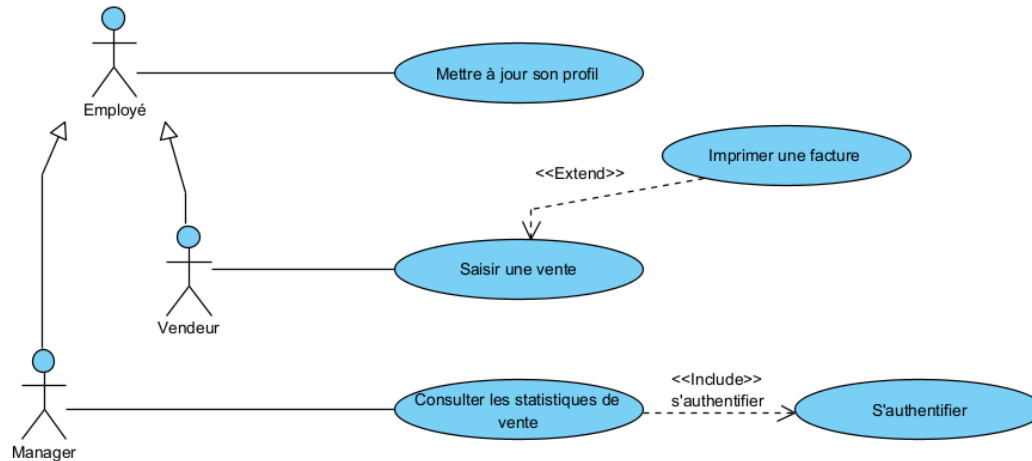 Employé
Mettre à jour son profil
Imprimer une facture
<<Extend>>
Vendeur
Saisir une vente
Manager
Consulter les statistiques de
vente
<<Include>>
s'authentifier
S'authentifier